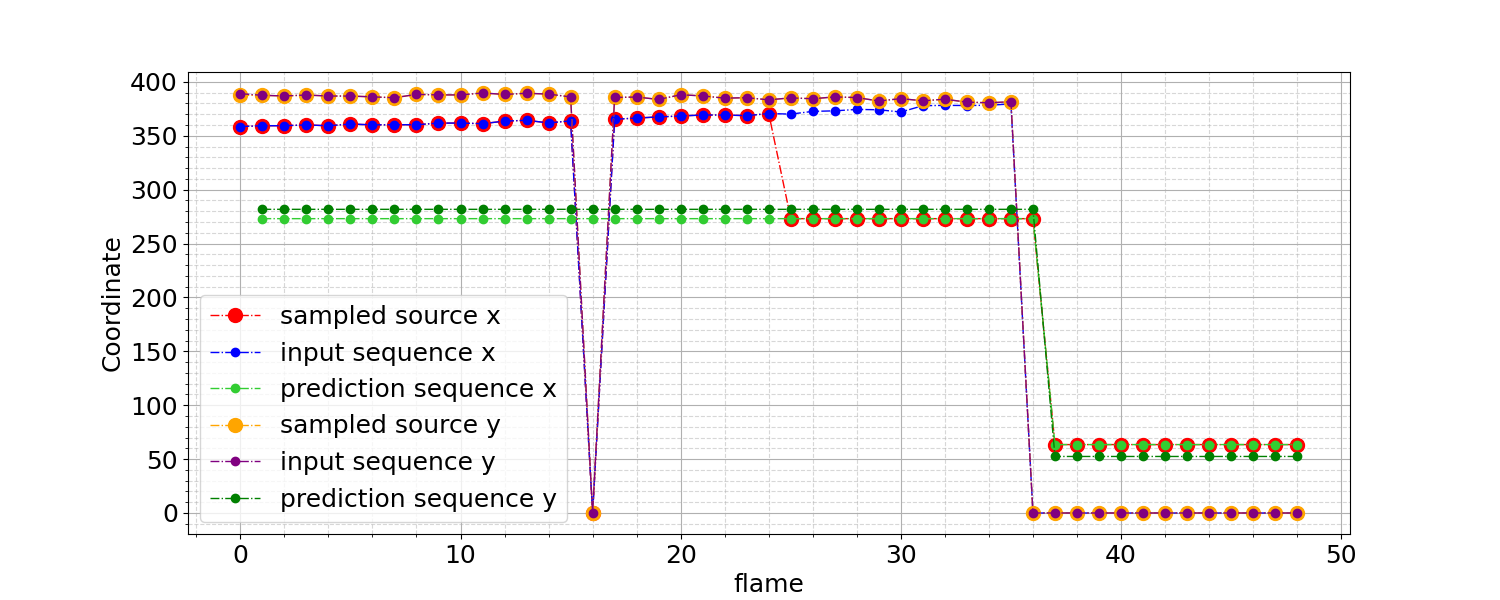 400
350
300
250
200
150
100
50
0
Coordinate
sampled source x
input sequence x
prediction sequence x
sampled source y
input sequence y
prediction sequence y
0 10 20 30 40 50
flame